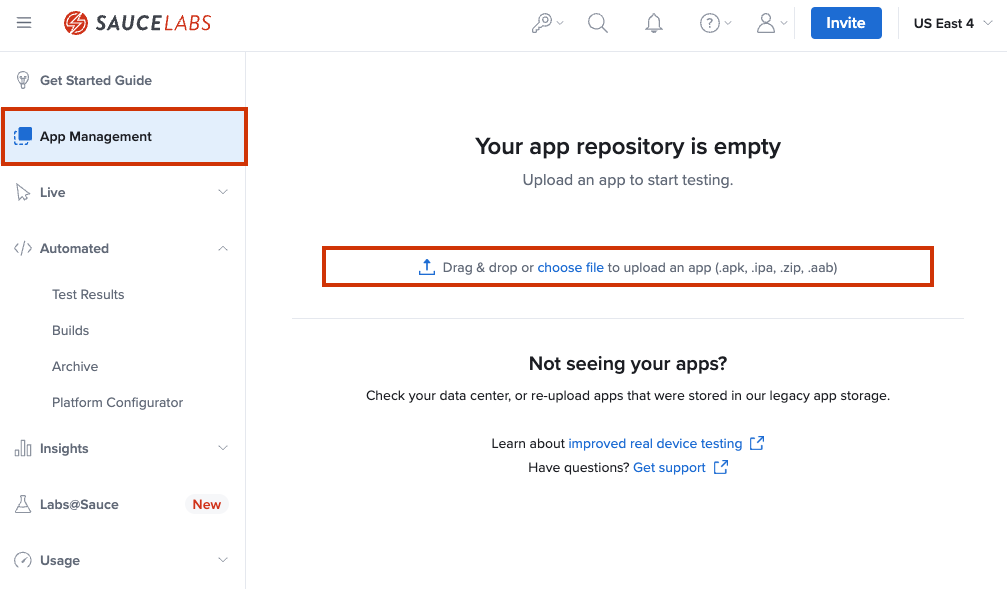 SAUCELABS
Invite
US East 4
Get Started Guide
App Management
Live
Automated
Test Results
Builds
Archive
Platform Configurator
Insights
Labs@Sauce New
Usage
Your app repository is empty
Upload an app to start testing.
Drag & drop or choose file to upload an app (.apk, .ipa, .zip, .aab)
Not seeing your apps?
Check your data center, or re-upload apps that were stored in our legacy app storage.
Learn about improved real device testing
Have questions? Get support